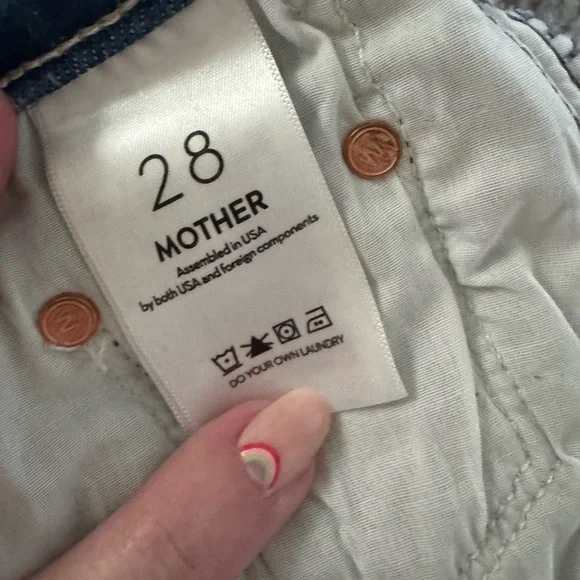 28
MOTHER
Assembled in USA
by both USA and foreign components
DO YOUR OWN LAUNDRY
M
M